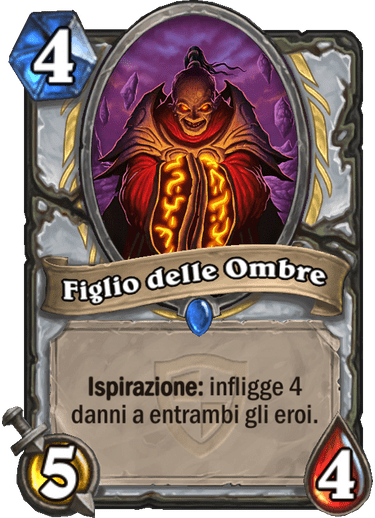 4
Figlio delle Ombre
Ispirazione: infligge 4
danni a entrambi gli eroi.
5
4